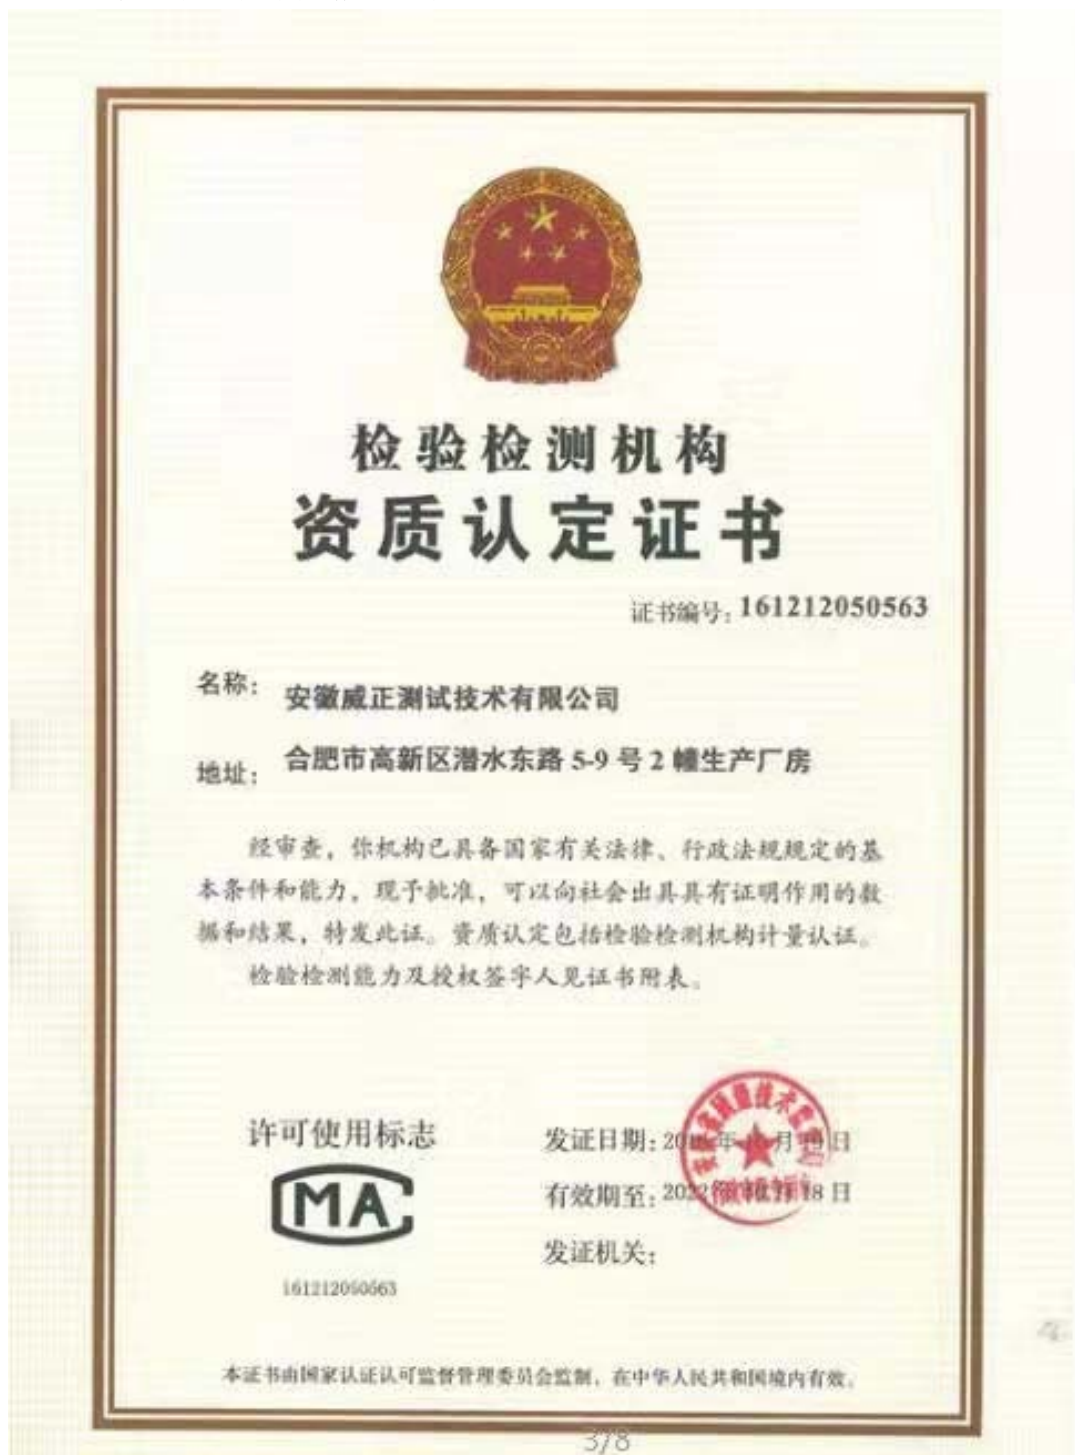 检验检测机构
资质认定证书
证书编号：161212050563
名称：安徽威正测试技术有限公司
地址：合肥市高新区潜水东路 5-9 号 2 幢生产厂房
经审查，你机构已具备国家有关法律、行政法规规定的基
本条件和能力，现予批准，可以向社会出具具有证明作用的数
据和结果，特发此证。资质认定包括检验检测机构计量认证。
检验检测能力及授权签字人见证书附表。
许可使用标志
MA
161212050563
发证日期：年 月 日
有效期至：2022年 月18日
发证机关：
本证书由国家认证认可监督管理委员会监制，在中华人民共和国境内有效。
3/8